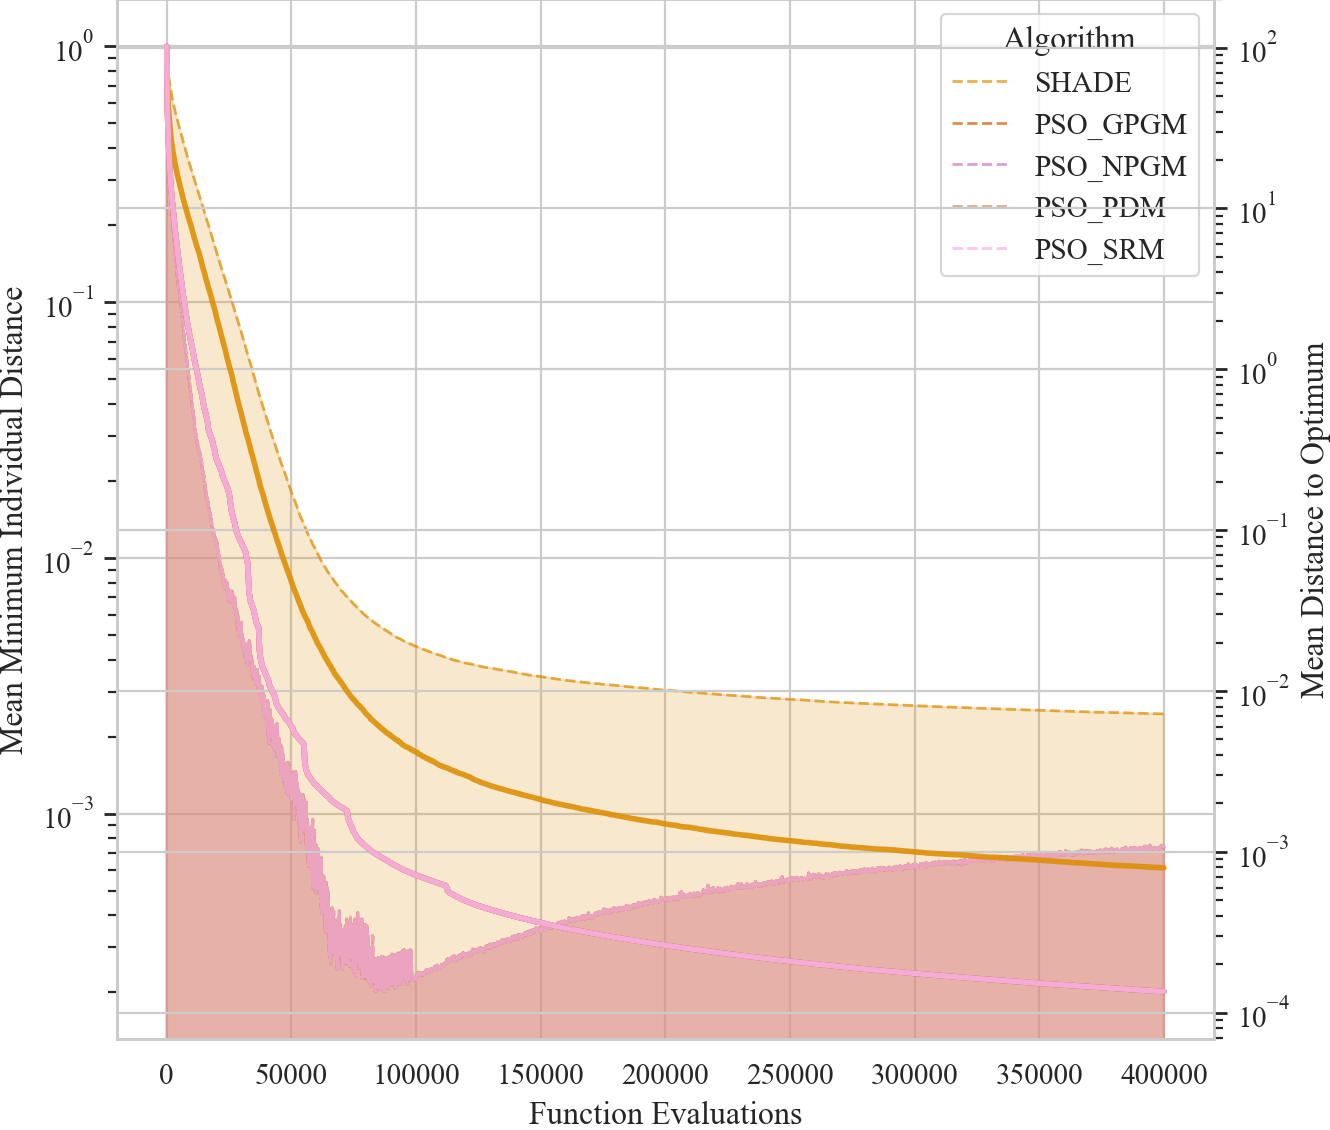 Algorithm
SHADE
PSO_GPGM
PSO_NPGM
PSO_PDM
PSO_SRM
10^0
10^-1
10^-2
10^-3
Mean Minimum Individual Distance
10^2
10^1
10^0
10^-1
10^-2
10^-3
10^-4
Mean Distance to Optimum
0 50000 100000 150000 200000 250000 300000 350000 400000
Function Evaluations